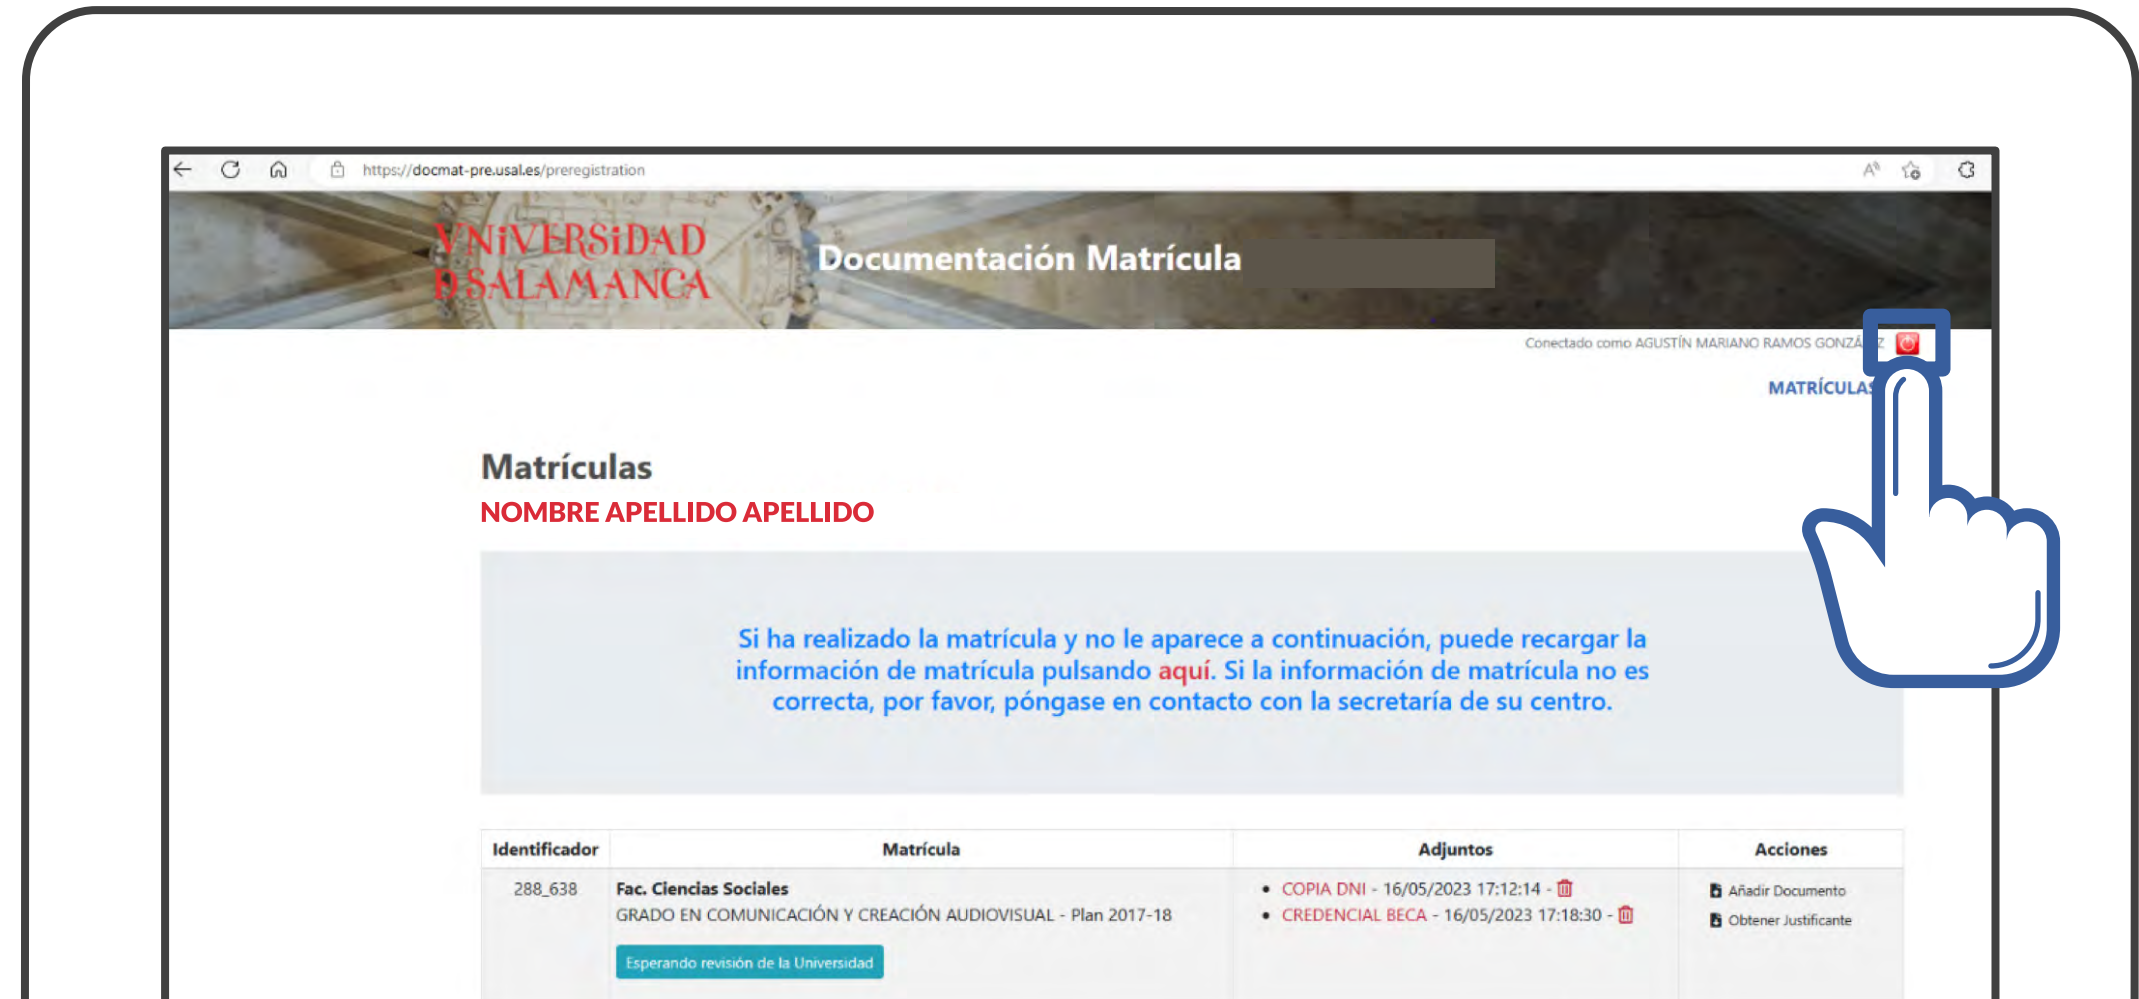 https://docmat-pre.usal.es/preregistration
VNiVERSiDAD
D SALAMANCA
Documentación Matrícula
Conectado como AGUSTÍN MARIANO RAMOS
MATRÍCULAS
Matrículas
NOMBRE APELLIDO APELLIDO
Si ha realizado la matrícula y no le aparece a continuación, puede recargar la
información de matrícula pulsando aquí. Si la información de matrícula no es
correcta, por favor, póngase en contacto con la secretaría de su centro.
Identificador Matrícula Adjuntos Acciones
288_638 Fac. Ciencias Sociales
GRADO EN COMUNICACIÓN Y CREACIÓN AUDIOVISUAL - Plan 2017-18
Esperando revisión de la Universidad
• COPIA DNI - 16/05/2023 17:12:14 -
• CREDENCIAL BECA - 16/05/2023 17:18:30 -
Añadir Documento
Obtener Justificante